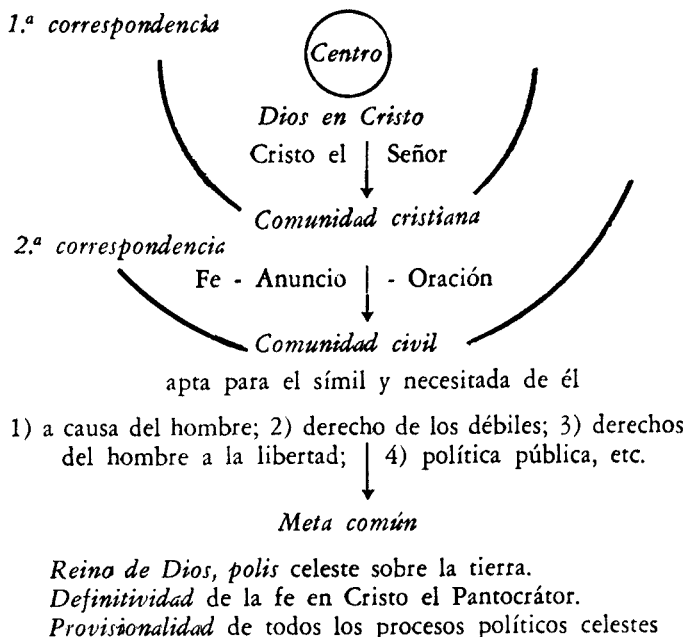 1.ª correspondencia
Centro
Dios en Cristo
Cristo el Señor
Comunidad cristiana
2.ª correspondencia
Fe - Anuncio - Oración
Comunidad civil
apta para el símil y necesitada de él
1) a causa del hombre; 2) derecho de los débiles; 3) derechos
del hombre a la libertad; 4) política pública, etc.
Meta común
Reino de Dios, polis celeste sobre la tierra.
Definitividad de la fe en Cristo el Pantocrátor.
Provisionalidad de todos los procesos políticos celestes